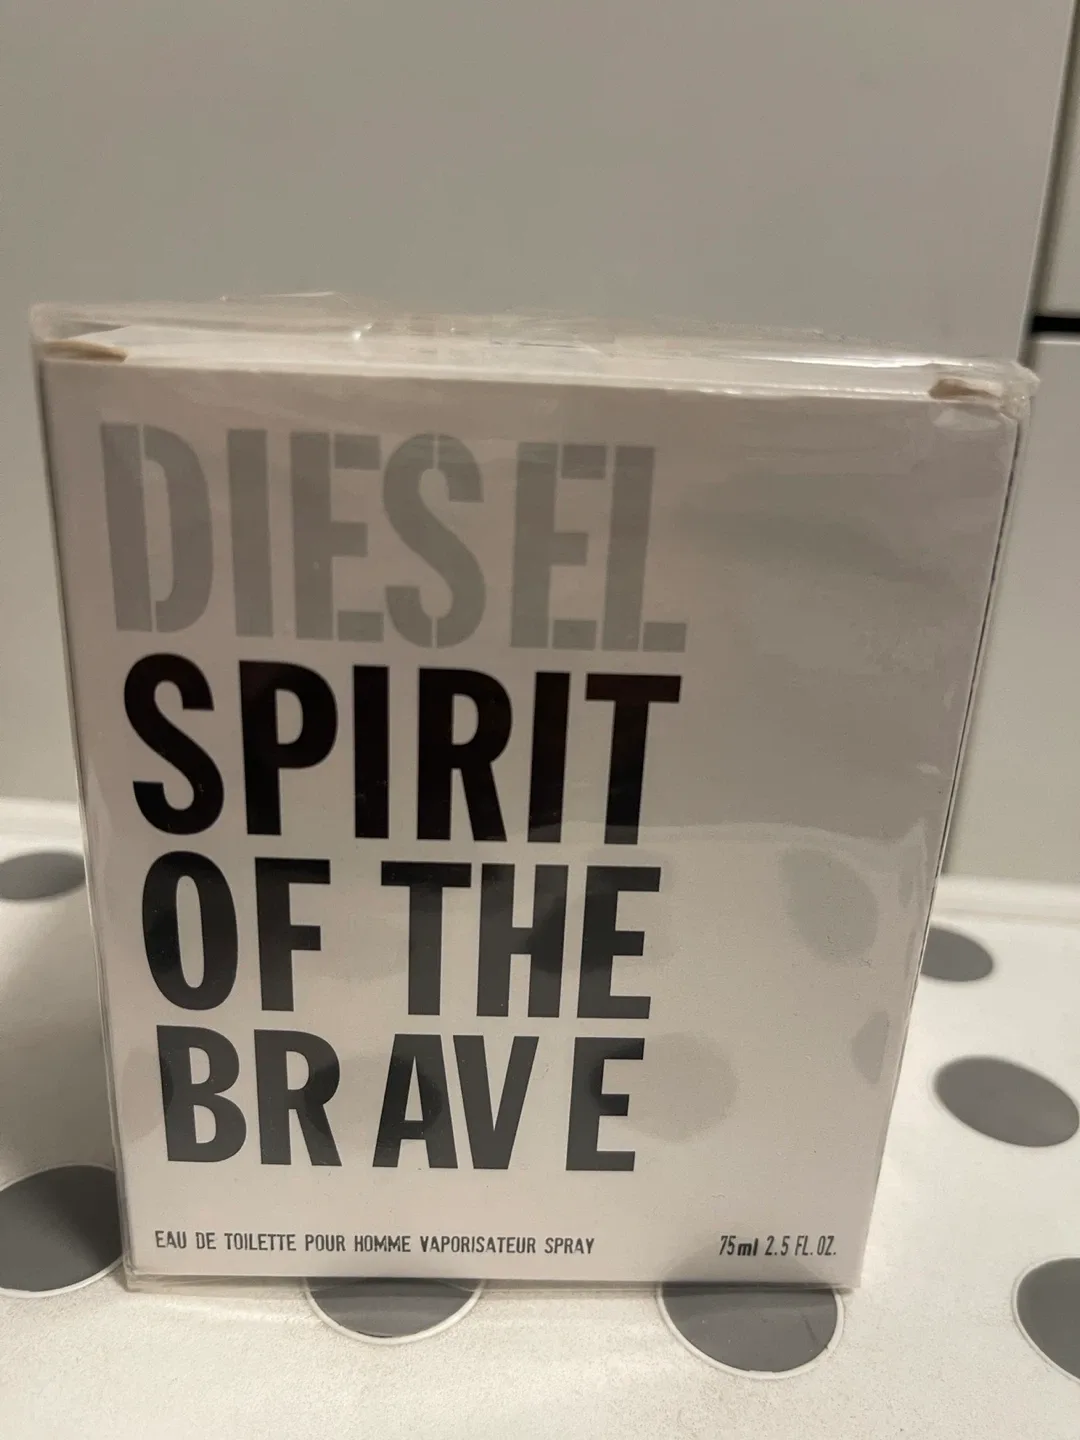 DIESEL
SPIRIT
OF THE
BRAVE
EAU DE TOILETTE POUR HOMME VAPORISATEUR SPRAY 75ml 2.5 FL. OZ.